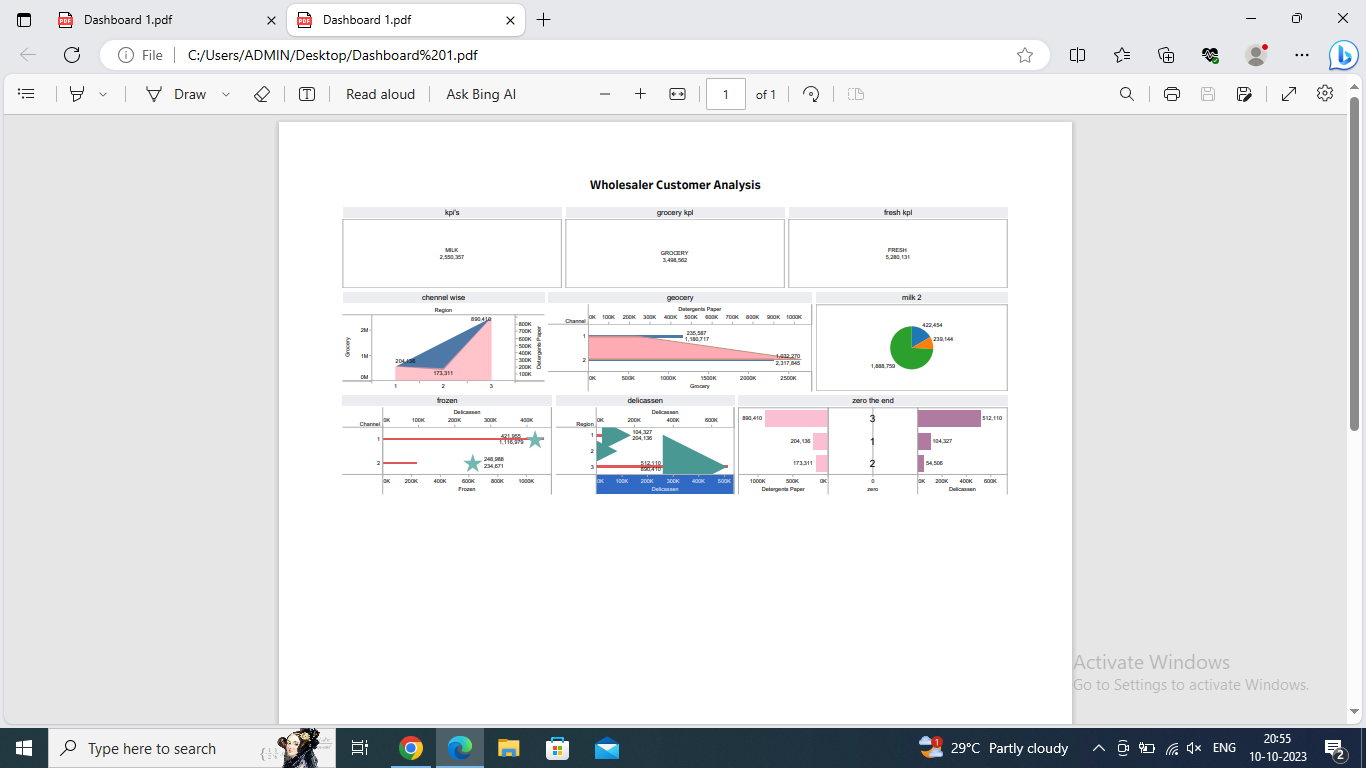 Dashboard 1.pdf
Dashboard 1.pdf
File
C:/Users/ADMIN/Desktop/Dashboard%201.pdf
Draw
Read aloud
Ask Bing AI
1 of 1
Wholesaler Customer Analysis
kpi's
grocery kpl
fresh kpl
MILK
2,550,357
GROCERY
3,498,562
FRESH
5,280,131
chennel wise
Region
Grocery
2M
1M
0M
890,410
204,136
173,311
1 2 3
800K
700K
600K
500K
400K
300K
200K
100K
Detergents Paper
geocery
Detergents Paper
Channel
0K 100K 200K 300K 400K 500K 600K 700K 800K 900K 1000K
1
235,587
1,180,717
2
1,032,270
2,317,845
0K 500K 1000K 1500K 2000K 2500K
Grocery
milk 2
422,454
239,144
1,888,759
frozen
Delicassen
Channel
0K 100K 200K 300K 400K
1
421,955
1,116,979
2
248,988
234,671
0K 200K 400K 600K 800K 1000K
Frozen
delicassen
Delicassen
Region
0K 200K 400K 600K
1
104,327
204,136
2
3
512,110
890,410
0K 100K 200K 300K 400K 500K
Delicassen
zero the end
890,410 3 512,110
204,136 1 104,327
173,311 2 54,506
1000K 500K 0K
Detergents Paper
0
zero
0K 200K 400K 600K
Delicassen
Activate Windows
Go to Settings to activate Windows.
Type here to search
1
29°C Partly cloudy
ENG
20:55
10-10-2023
2